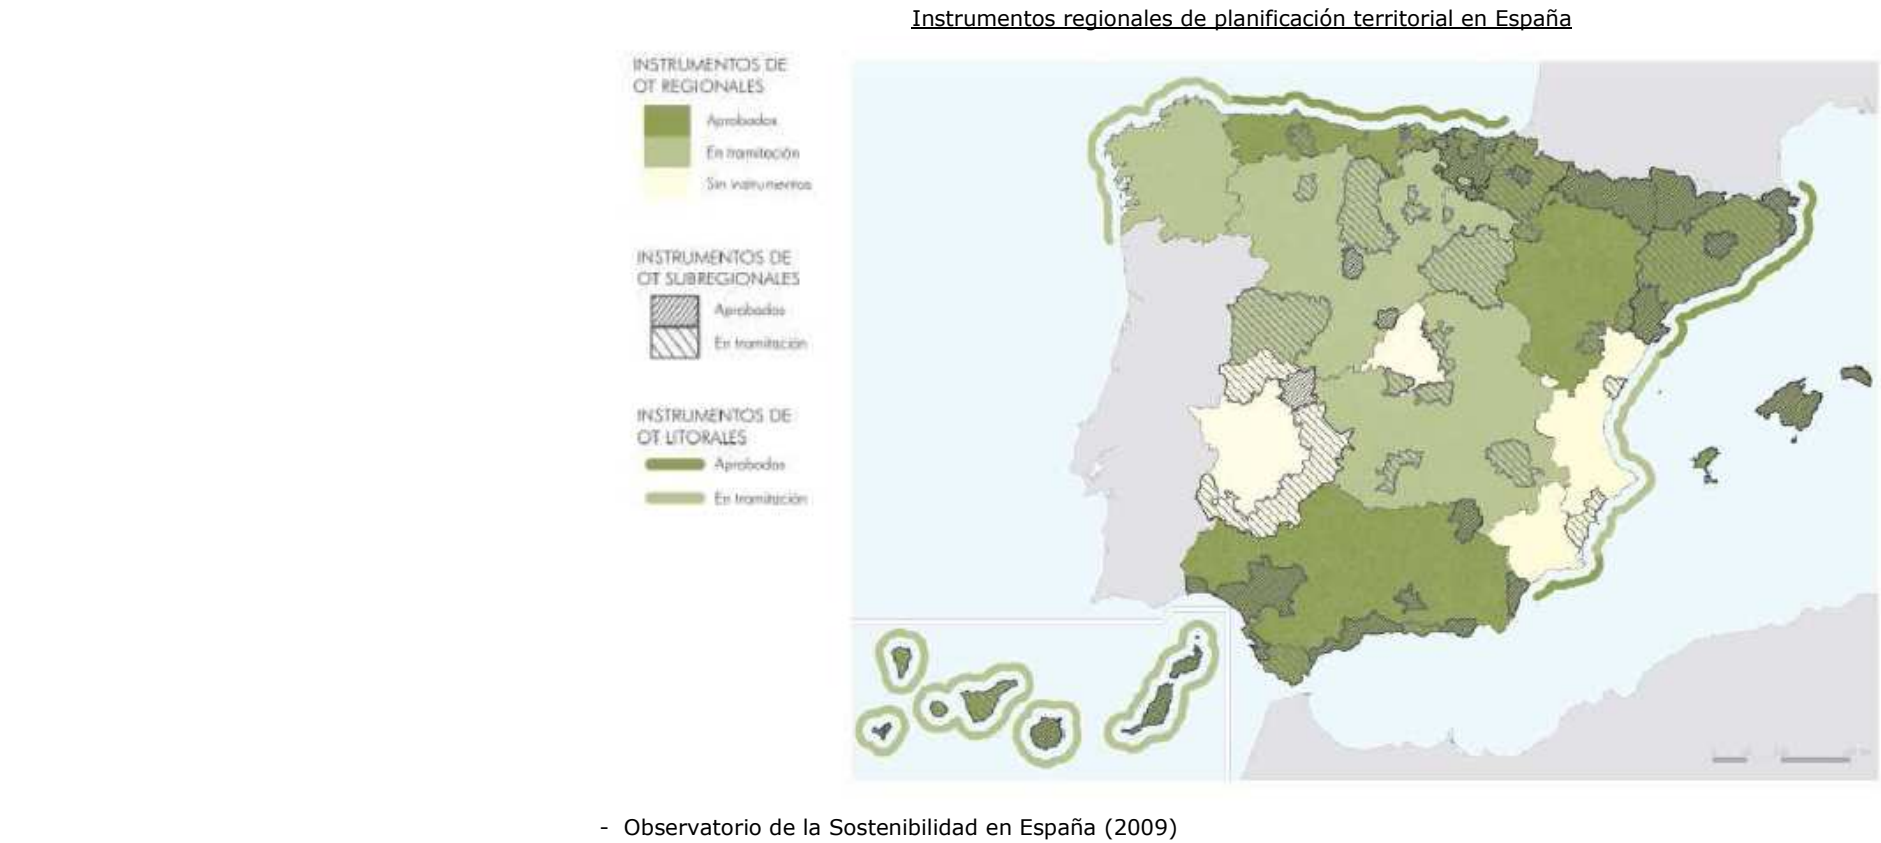 Instrumentos regionales de planificación territorial en España
INSTRUMENTOS DE
OT REGIONALES
Aprobados
En tramitación
Sin instrumentos
INSTRUMENTOS DE
OT SUBREGIONALES
Aprobados
En tramitación
INSTRUMENTOS DE
OT LITORALES
Aprobados
En tramitación
- Observatorio de la Sostenibilidad en España (2009)